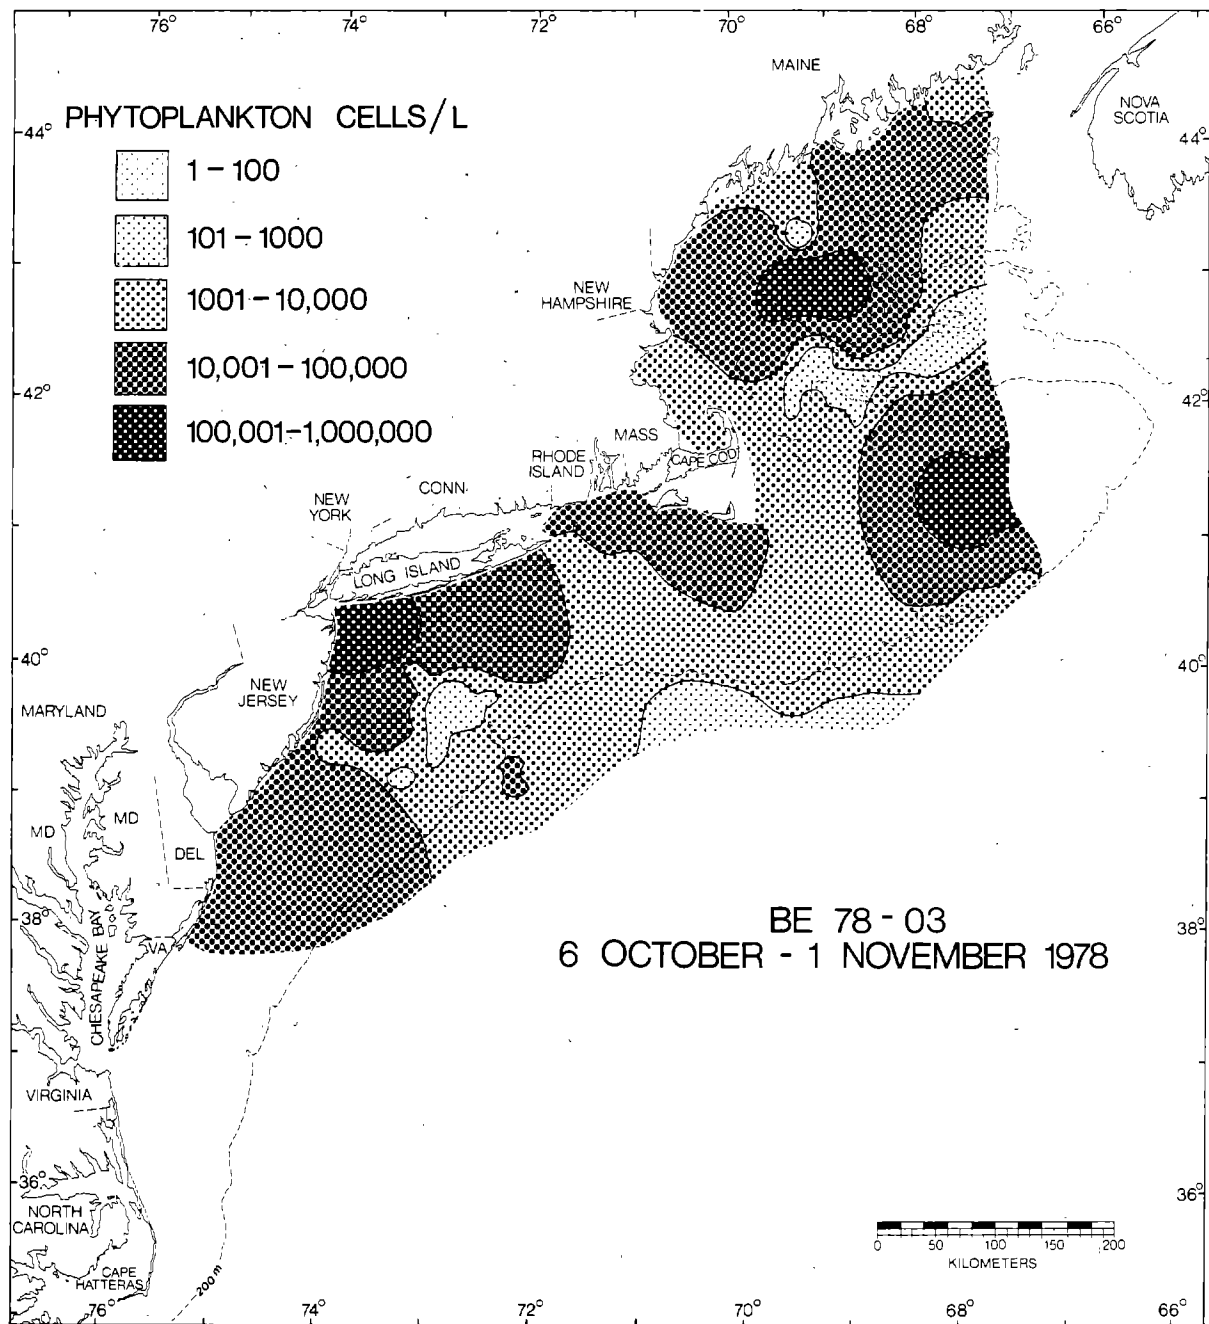 76° 74° 72° 70° 68° 66°
MAINE
NOVA
SCOTIA
PHYTOPLANKTON CELLS/L
44° 44°
1-100
101-1000
1001-10,000
10,001-100,000
100,001-1,000,000
NEW
HAMPSHIRE
42° 42°
MASS
RHODE
ISLAND
CAPE COD
CONN.
NEW
YORK
LONG ISLAND
40° 40°
NEW
JERSEY
MARYLAND
MD
MD
DEL
38° 38°
CHESAPEAKE BAY
VA
BE 78-03
6 OCTOBER - 1 NOVEMBER 1978
VIRGINIA
36° 36°
NORTH
CAROLINA
CAPE
HATTERAS
200 m
0 50 100 150 200
KILOMETERS
76° 74° 72° 70° 68° 66°